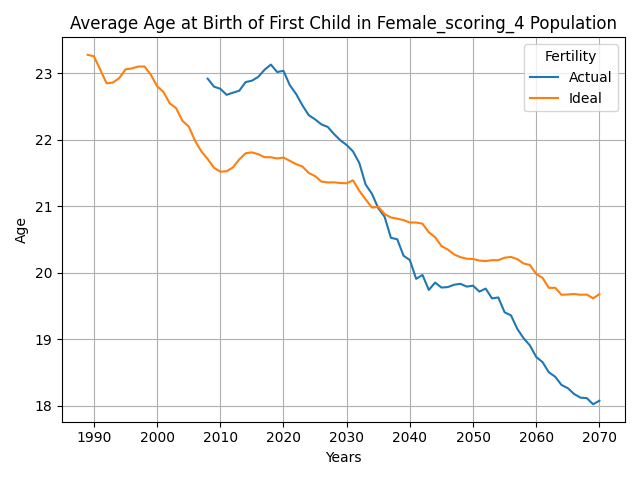 Average Age at Birth of First Child in Female_scoring_4 Population
Fertility
Actual
Ideal
Age
23
22
21
20
19
18
1990 2000 2010 2020 2030 2040 2050 2060 2070
Years